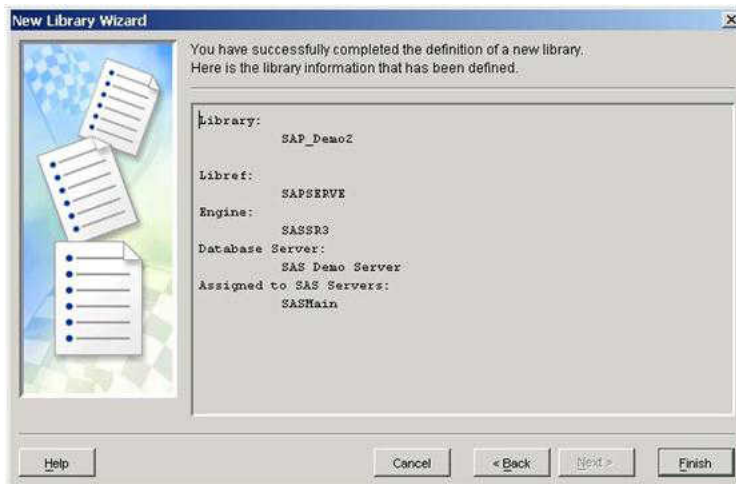 New Library Wizard
You have successfully completed the definition of a new library.
Here is the library information that has been defined.
Library:
SAP_Demo2
Libref:
SAPSERVE
Engine:
SASSR3
Database Server:
SAS Demo Server
Assigned to SAS Servers:
SASMain
Help
Cancel
< Back
Next >
Finish